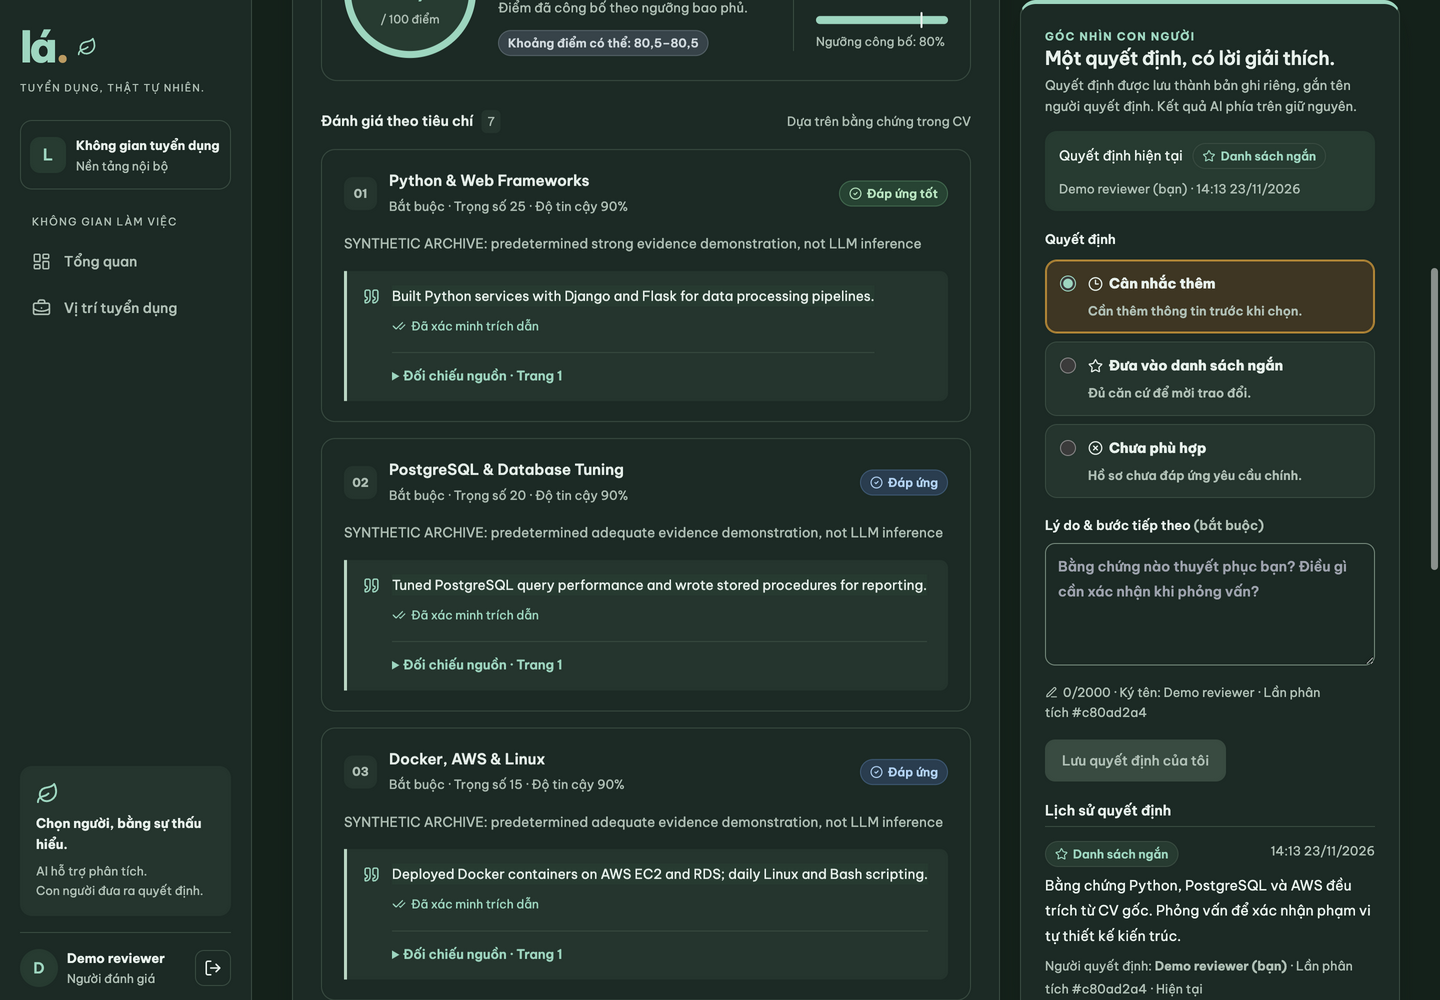 lá.
TUYỂN DỤNG, THẬT TỰ NHIÊN.
L
Không gian tuyển dụng
Nền tảng nội bộ
KHÔNG GIAN LÀM VIỆC
Tổng quan
Vị trí tuyển dụng
Chọn người, bằng sự thấu
hiểu.
AI hỗ trợ phân tích.
Con người đưa ra quyết định.
D
Demo reviewer
Người đánh giá
/ 100 điểm
Điểm đã công bố theo ngưỡng bao phủ.
Khoảng điểm có thể: 80,5–80,5
Ngưỡng công bố: 80%
Đánh giá theo tiêu chí 7
Dựa trên bằng chứng trong CV
01
Python & Web Frameworks
Bắt buộc · Trọng số 25 · Độ tin cậy 90%
Đáp ứng tốt
SYNTHETIC ARCHIVE: predetermined strong evidence demonstration, not LLM inference
Built Python services with Django and Flask for data processing pipelines.
Đã xác minh trích dẫn
Đối chiếu nguồn · Trang 1
02
PostgreSQL & Database Tuning
Bắt buộc · Trọng số 20 · Độ tin cậy 90%
Đáp ứng
SYNTHETIC ARCHIVE: predetermined adequate evidence demonstration, not LLM inference
Tuned PostgreSQL query performance and wrote stored procedures for reporting.
Đã xác minh trích dẫn
Đối chiếu nguồn · Trang 1
03
Docker, AWS & Linux
Bắt buộc · Trọng số 15 · Độ tin cậy 90%
Đáp ứng
SYNTHETIC ARCHIVE: predetermined adequate evidence demonstration, not LLM inference
Deployed Docker containers on AWS EC2 and RDS; daily Linux and Bash scripting.
Đã xác minh trích dẫn
Đối chiếu nguồn · Trang 1
GÓC NHÌN CON NGƯỜI
Một quyết định, có lời giải thích.
Quyết định được lưu thành bản ghi riêng, gắn tên
người quyết định. Kết quả AI phía trên giữ nguyên.
Quyết định hiện tại
Danh sách ngắn
Demo reviewer (bạn) · 14:13 23/11/2026
Quyết định
Cân nhắc thêm
Cần thêm thông tin trước khi chọn.
Đưa vào danh sách ngắn
Đủ căn cứ để mời trao đổi.
Chưa phù hợp
Hồ sơ chưa đáp ứng yêu cầu chính.
Lý do & bước tiếp theo (bắt buộc)
Bằng chứng nào thuyết phục bạn? Điều gì
cần xác nhận khi phỏng vấn?
0/2000 · Ký tên: Demo reviewer · Lần phân
tích #c80ad2a4
Lưu quyết định của tôi
Lịch sử quyết định
Danh sách ngắn
14:13 23/11/2026
Bằng chứng Python, PostgreSQL và AWS đều
trích từ CV gốc. Phỏng vấn để xác nhận phạm vi
tự thiết kế kiến trúc.
Người quyết định: Demo reviewer (bạn) · Lần phân
tích #c80ad2a4 · Hiện tại